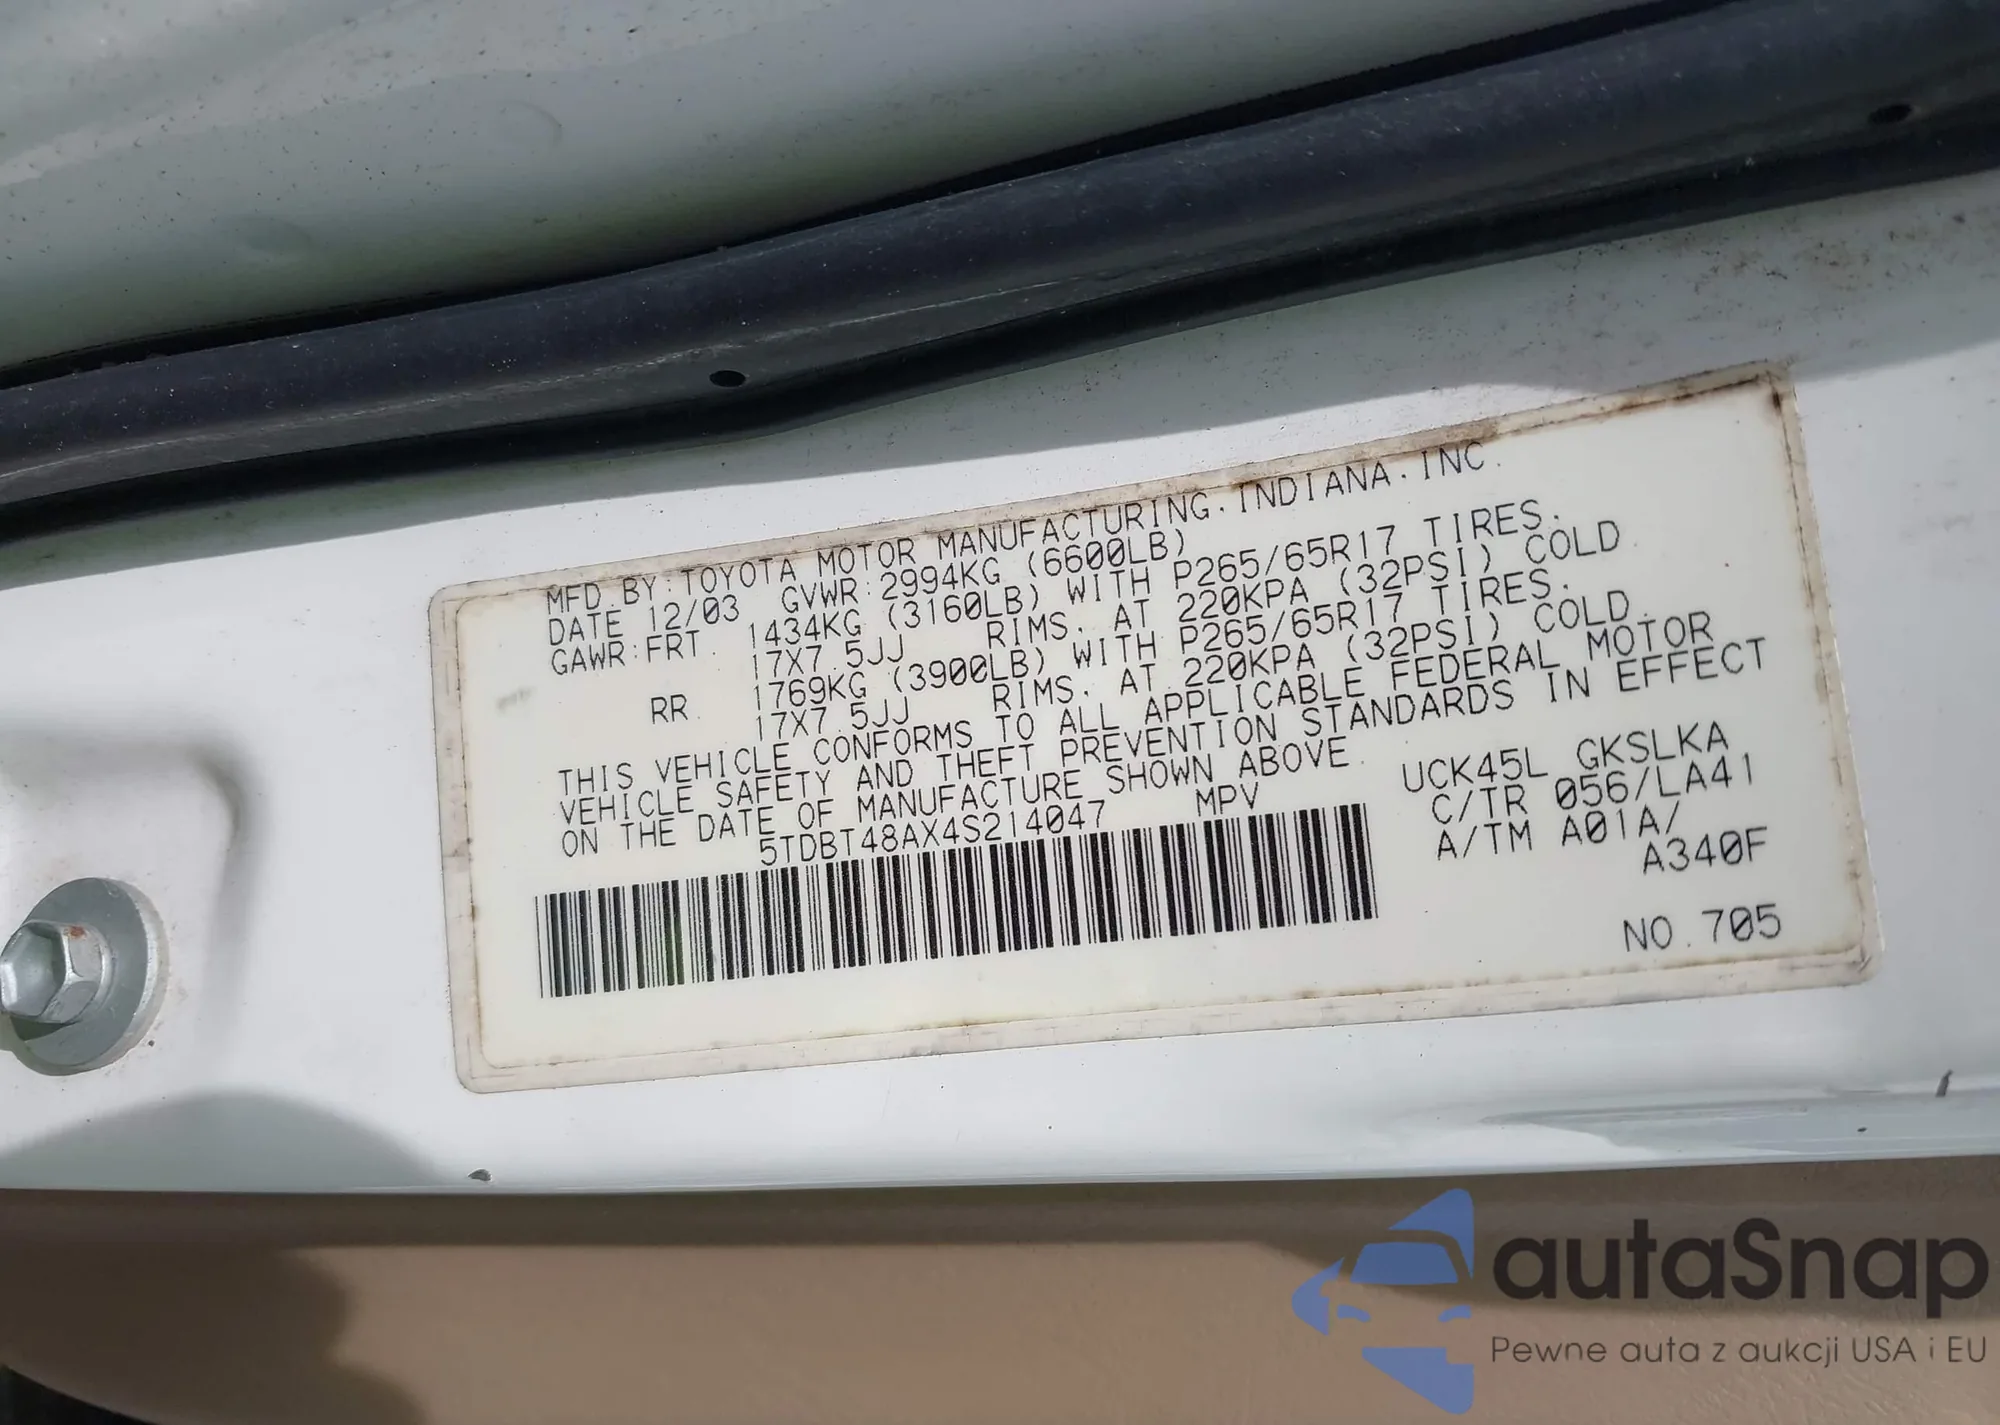 MFD. BY: TOYOTA MOTOR MANUFACTURING. INDIANA. INC.
DATE 12/03 GVWR: 2994KG (6600LB)
GAWR: FRT. 1434KG (3160LB) WITH P265/65R17 TIRES.
17X7.5JJ RIMS. AT 220KPA (32PSI) COLD
RR. 1769KG (3900LB) WITH P265/65R17 TIRES.
17X7.5JJ RIMS. AT 220KPA (32PSI) COLD.
THIS VEHICLE CONFORMS TO ALL APPLICABLE FEDERAL MOTOR
VEHICLE SAFETY AND THEFT PREVENTION STANDARDS IN EFFECT
ON THE DATE OF MANUFACTURE SHOWN ABOVE.
5TDBT48AX4S214047 MPV
UCK45L GKSLKA
C/TR 056/LA41
A/TM A01A/
A340F
NO. 705
autaSnap
Pewne auta z aukcji USA i EU